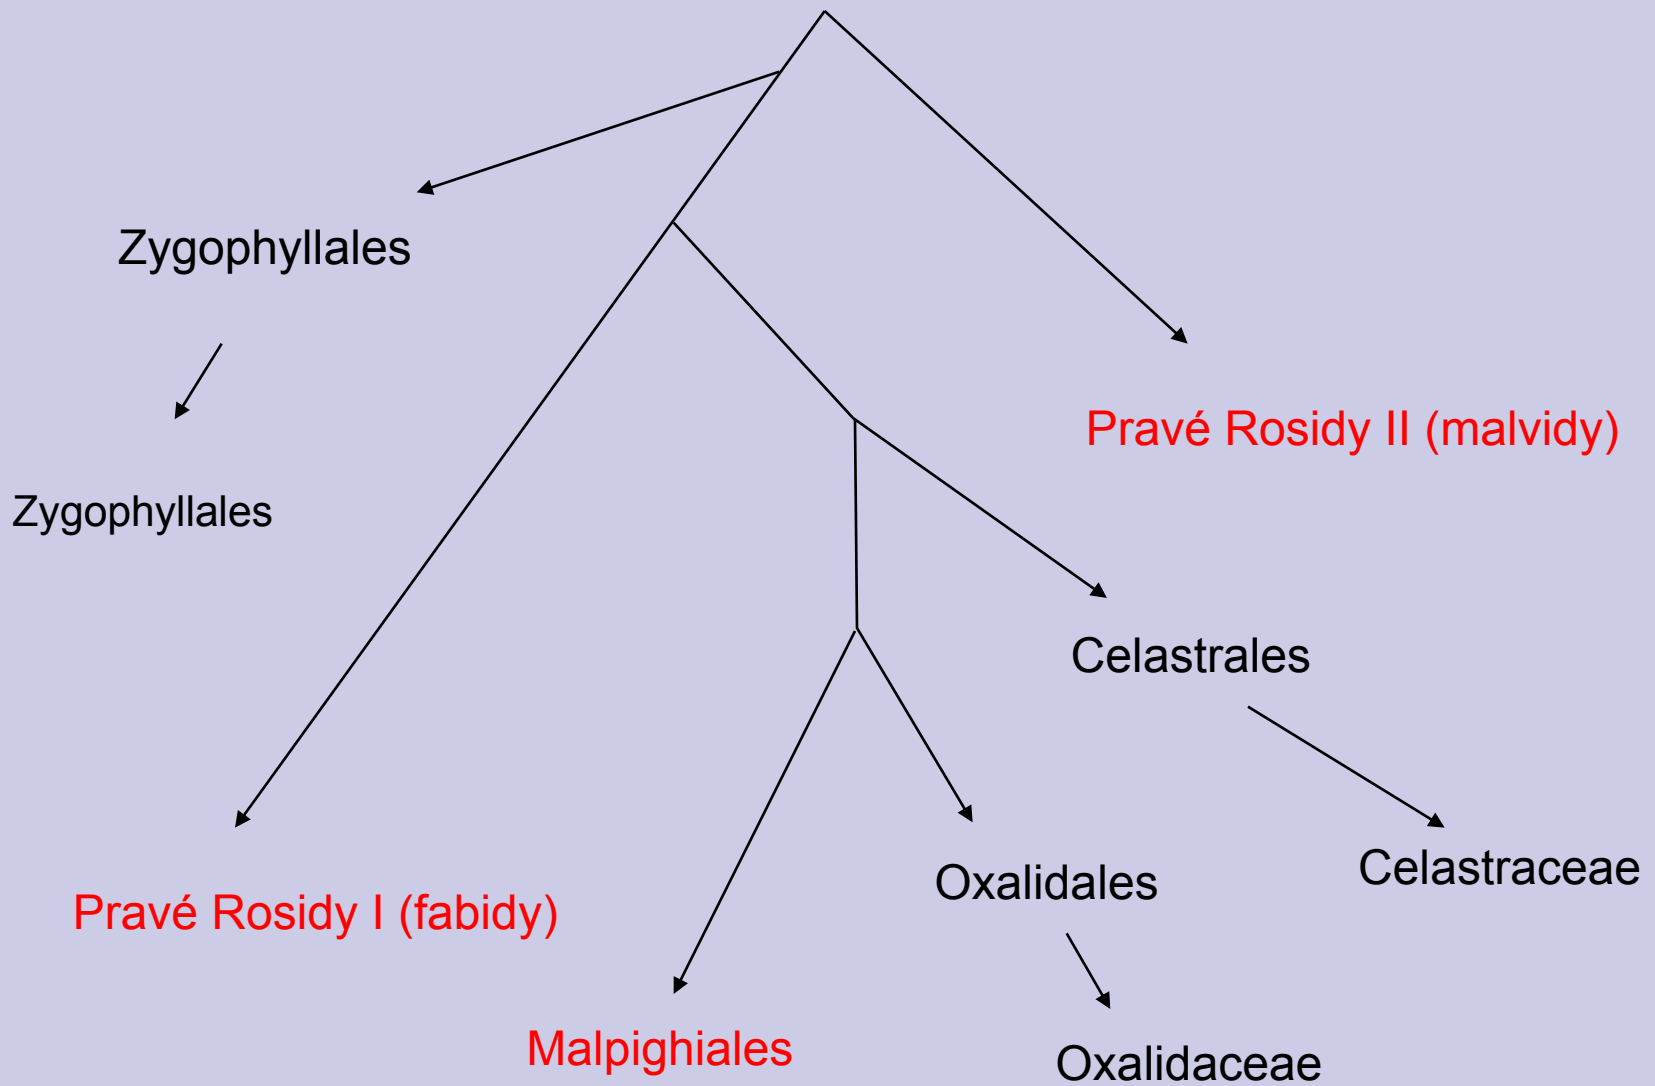 Zygophyllales
Pravé Rosidy II (malvidy)
Zygophyllales
Celastrales
Celastraceae
Oxalidales
Pravé Rosidy I (fabidy)
Malpighiales
Oxalidaceae